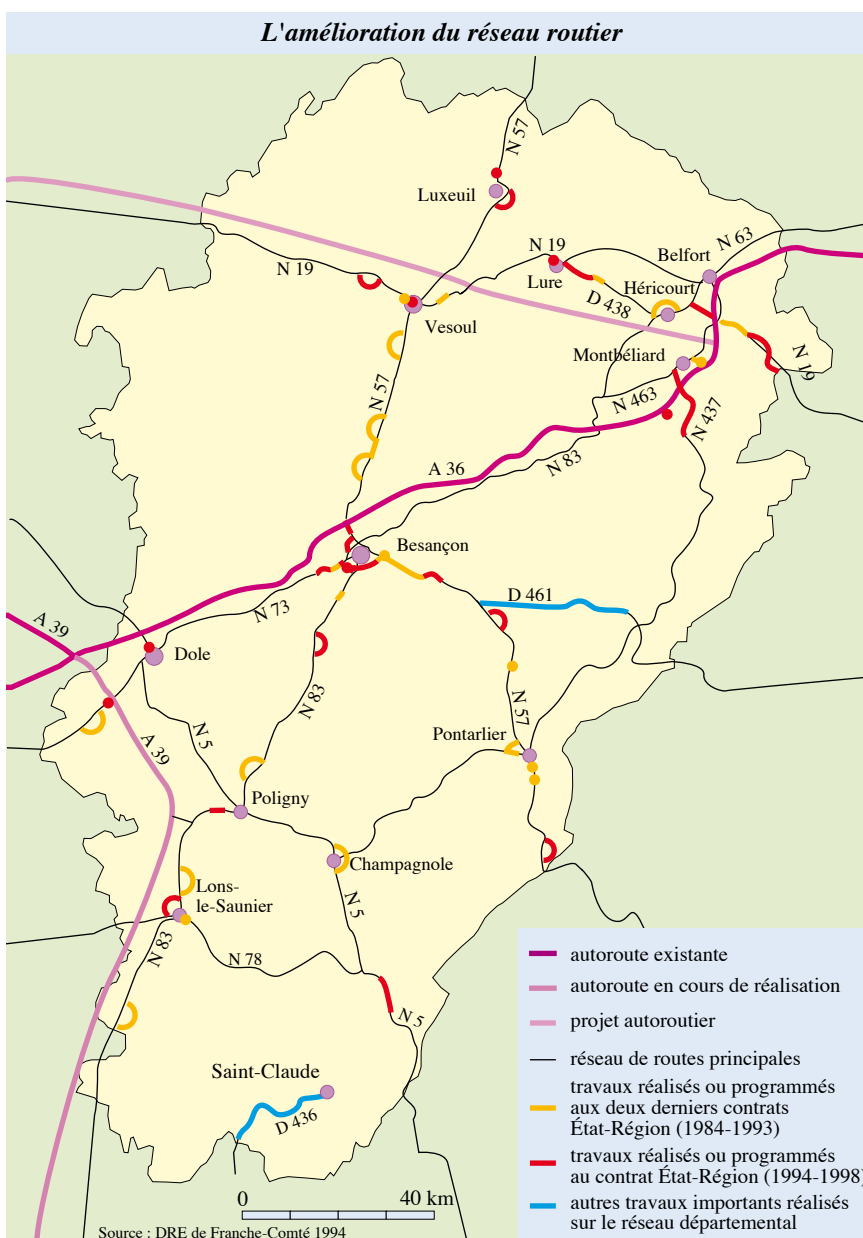 L'amélioration du réseau routier
N 57
Luxeuil
N 19
N 63
Belfort
N 19
Lure
Héricourt
D 438
Vesoul
Montbéliard
N 19
N 57
N 463
N 437
A 36
N 83
Besançon
D 461
A 39
N 73
Dole
N 83
N 57
N 5
A 39
Pontarlier
Poligny
Champagnole
Lons-
le-Saunier
N 5
N 83
N 78
N 5
Saint-Claude
D 436
autoroute existante
autoroute en cours de réalisation
projet autoroutier
réseau de routes principales
travaux réalisés ou programmés
aux deux derniers contrats
État-Région (1984-1993)
travaux réalisés ou programmés
au contrat État-Région (1994-1998)
autres travaux importants réalisés
sur le réseau départemental
0 40 km
Source : DRE de Franche-Comté 1994